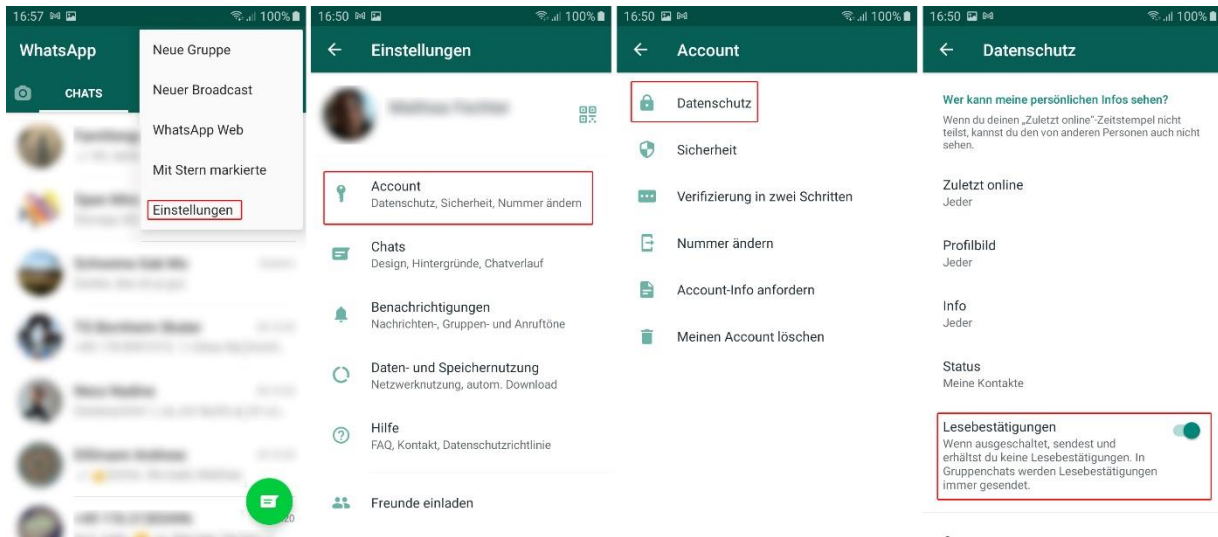 16:57
100%
WhatsApp
CHATS
Neue Gruppe
Neuer Broadcast
WhatsApp Web
Mit Stern markierte
Einstellungen
16:50
100%
Einstellungen
Account
Datenschutz, Sicherheit, Nummer ändern
Chats
Design, Hintergründe, Chatverlauf
Benachrichtigungen
Nachrichten-, Gruppen- und Anruftöne
Daten- und Speichernutzung
Netzwerknutzung, autom. Download
Hilfe
FAQ, Kontakt, Datenschutzrichtlinie
Freunde einladen
16:50
100%
Account
Datenschutz
Sicherheit
Verifizierung in zwei Schritten
Nummer ändern
Account-Info anfordern
Meinen Account löschen
16:50
100%
Datenschutz
Wer kann meine persönlichen Infos sehen?
Wenn du deinen „Zuletzt online“-Zeitstempel nicht
teilst, kannst du den von anderen Personen auch nicht
sehen.
Zuletzt online
Jeder
Profilbild
Jeder
Info
Jeder
Status
Meine Kontakte
Lesebestätigungen
Wenn ausgeschaltet, sendest und
erhältst du keine Lesebestätigungen. In
Gruppenchats werden Lesebestätigungen
immer gesendet.